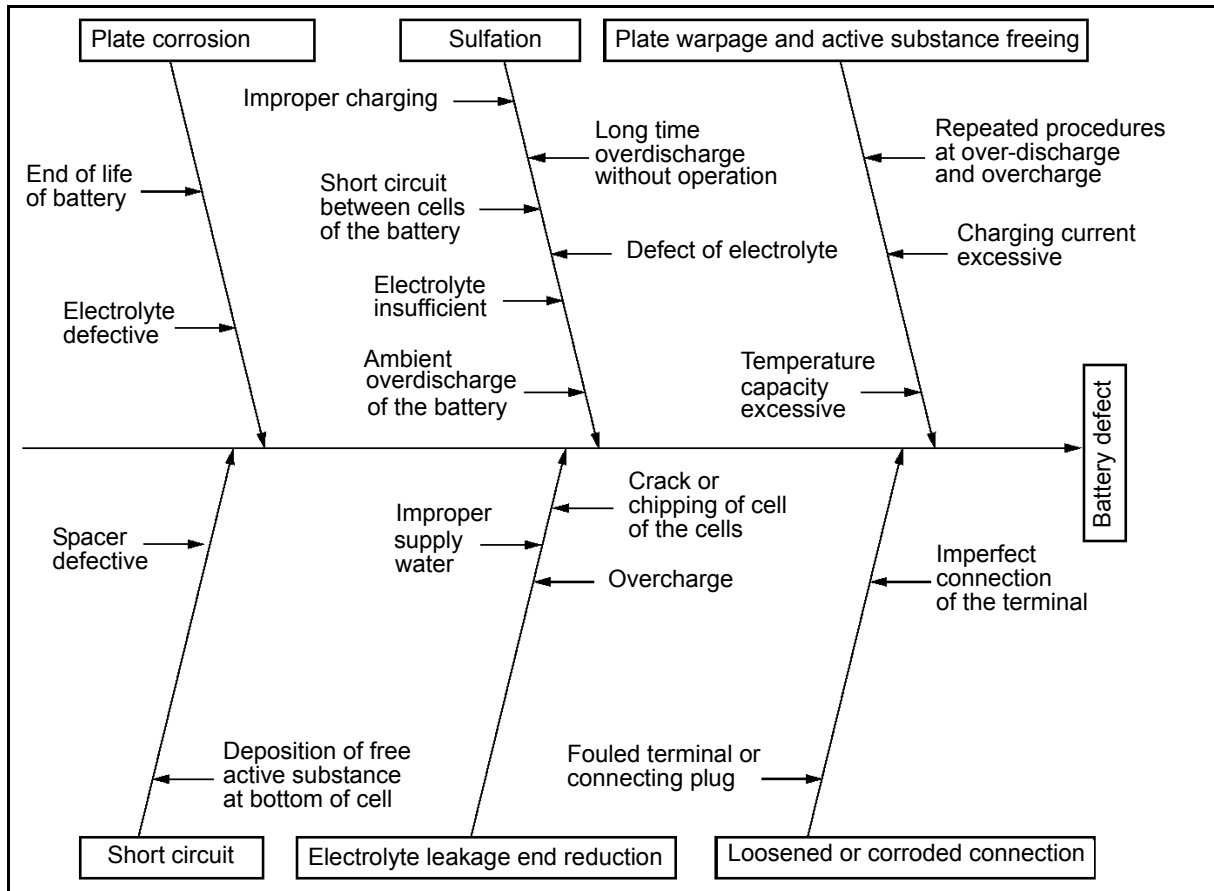 Plate corrosion
Sulfation
Plate warpage and active substance freeing
Improper charging
Long time
overdischarge
without operation
Repeated procedures
at over-discharge
and overcharge
End of life
of battery
Short circuit
between cells
of the battery
Defect of electrolyte
Charging current
excessive
Electrolyte
insufficient
Electrolyte
defective
Ambient
overdischarge
of the battery
Temperature
capacity
excessive
Battery defect
Crack or
chipping of cell
of the cells
Spacer
defective
Improper
supply
water
Overcharge
Imperfect
connection
of the terminal
Deposition of free
active substance
at bottom of cell
Fouled terminal or
connecting plug
Short circuit
Electrolyte leakage end reduction
Loosened or corroded connection